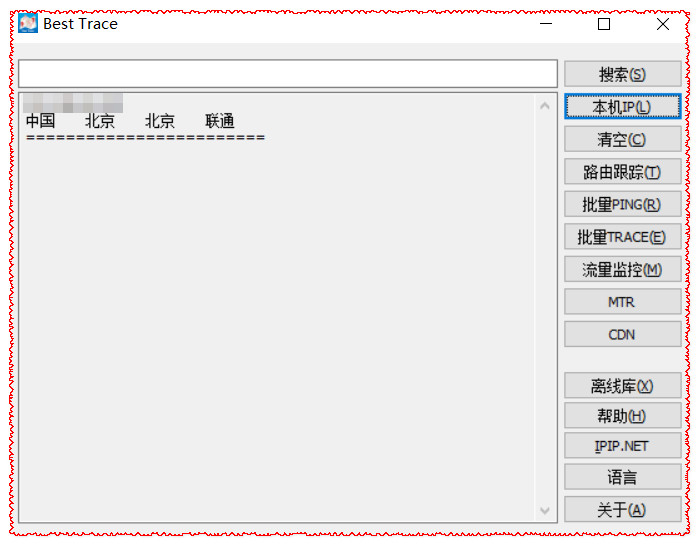 Best Trace
搜索(S)
本机IP(L)
中国 北京 北京 联通
========================
清空(C)
路由跟踪(T)
批量PING(R)
批量TRACE(E)
流量监控(M)
MTR
CDN
离线库(X)
帮助(H)
IPIP.NET
语言
关于(A)